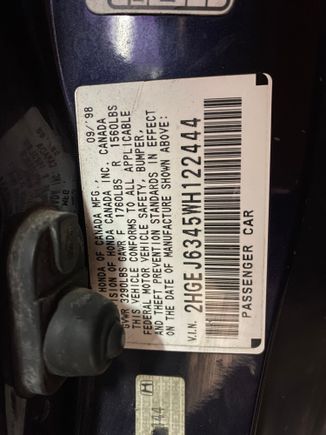 09/'98
HONDA OF CANADA MFG.
SION OF HONDA CANADA INC. CANADA
GVWR 3290LBS GAWR F 1760LBS R 1560LBS
THIS VEHICLE CONFORMS TO ALL APPLICABLE
FEDERAL MOTOR VEHICLE SAFETY, BUMPER,
AND THEFT PREVENTION STANDARDS IN EFFECT
ON THE DATE OF MANUFACTURE SHOWN ABOVE.
V.I.N. 2HGEJ6345WH122444
PASSENGER CAR